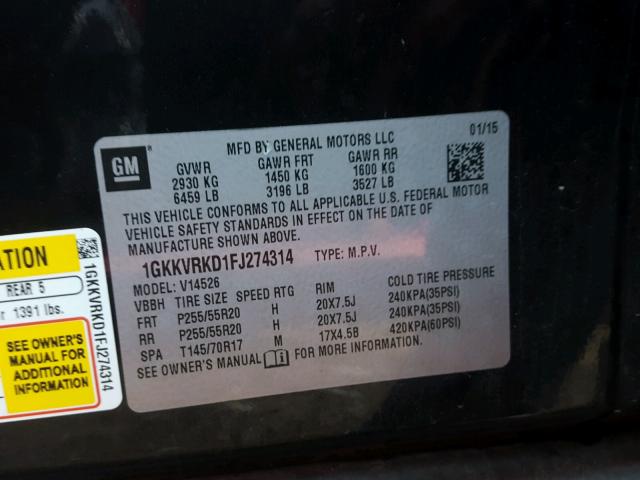 GM
MFD BY GENERAL MOTORS LLC
01/15
GVWR GAWR FRT GAWR RR
2930 KG 1450 KG 1600 KG
6459 LB 3196 LB 3527 LB
THIS VEHICLE CONFORMS TO ALL APPLICABLE U.S. FEDERAL MOTOR
VEHICLE SAFETY STANDARDS IN EFFECT ON THE DATE OF
MANUFACTURE SHOWN ABOVE.
1GKKVRKD1FJ274314 TYPE: M.P.V.
MODEL: V14526
VBBH TIRE SIZE SPEED RTG RIM COLD TIRE PRESSURE
FRT P255/55R20 H 20X7.5J 240KPA(35PSI)
RR P255/55R20 H 20X7.5J 240KPA(35PSI)
SPA T145/70R17 M 17X4.5B 420KPA(60PSI)
SEE OWNER'S MANUAL FOR MORE INFORMATION.
ATION
REAR 5
r 1391 lbs.
SEE OWNER'S
MANUAL FOR
ADDITIONAL
INFORMATION
1GKKVRKD1FJ274314